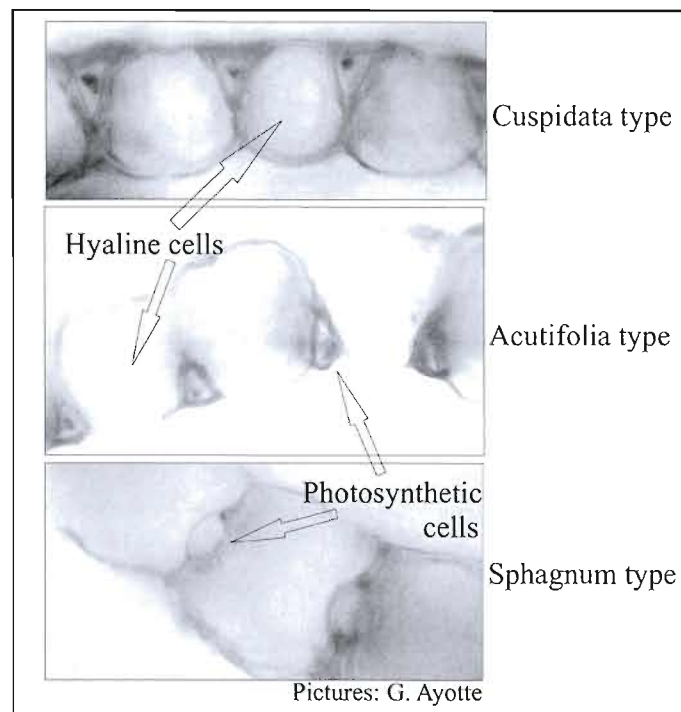 Cuspidata type
Hyaline cells
Acutifolia type
Photosynthetic
cells
Sphagnum type
Pictures: G. Ayotte